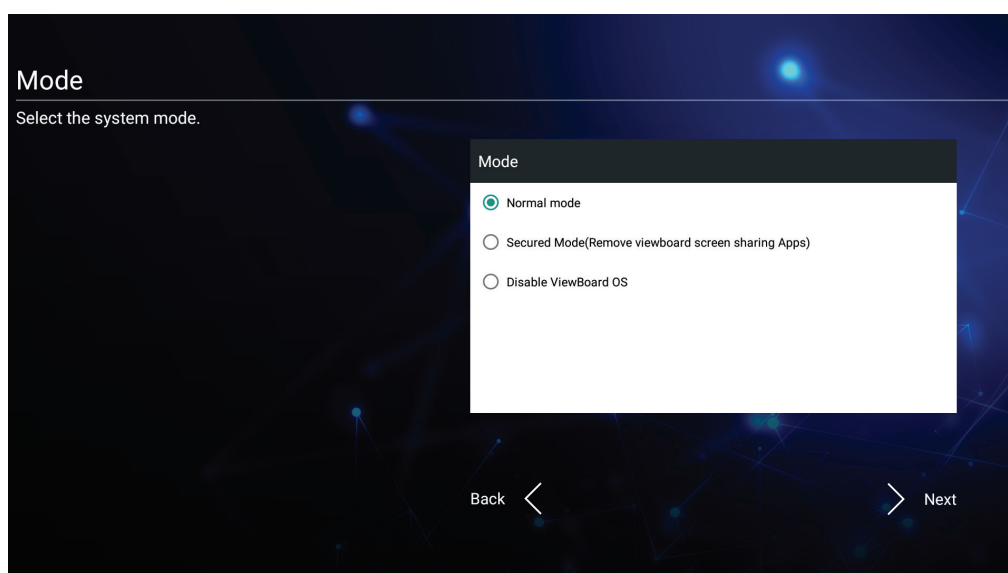 Mode
Select the system mode.
Mode
Normal mode
Secured Mode(Remove viewboard screen sharing Apps)
Disable ViewBoard OS
Back
Next